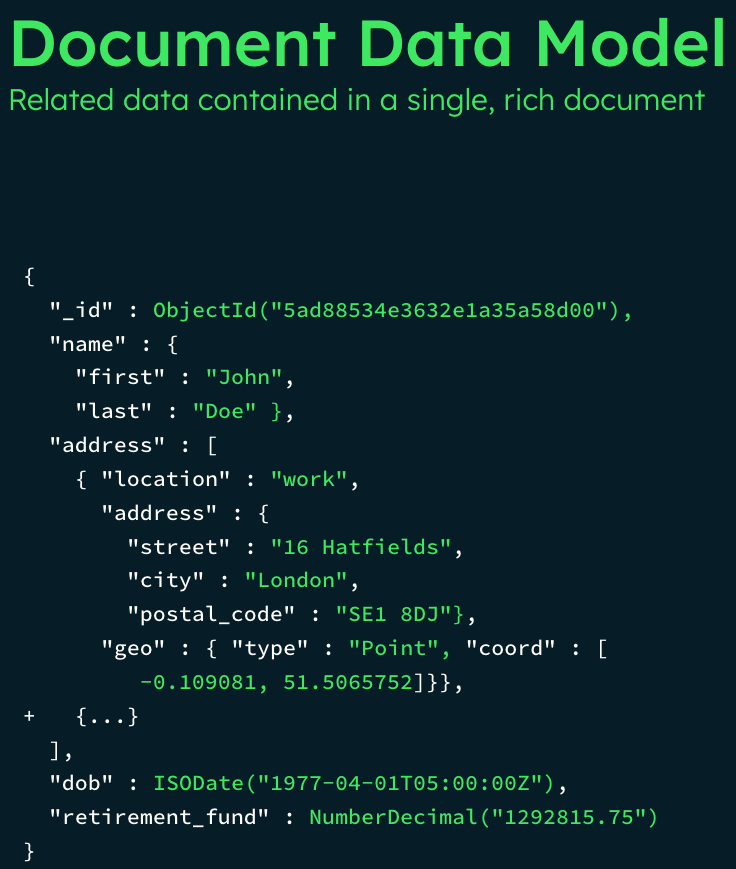 Document Data Model
Related data contained in a single, rich document
{
"_id" : ObjectId("5ad88534e3632e1a35a58d00"),
"name" : {
"first" : "John",
"last" : "Doe" },
"address" : [
{ "location" : "work",
"address" : {
"street" : "16 Hatfields",
"city" : "London",
"postal_code" : "SE1 8DJ"},
"geo" : { "type" : "Point", "coord" : [
-0.109081, 51.5065752]}},
+ {...}
],
"dob" : ISODate("1977-04-01T05:00:00Z"),
"retirement_fund" : NumberDecimal("1292815.75")
}